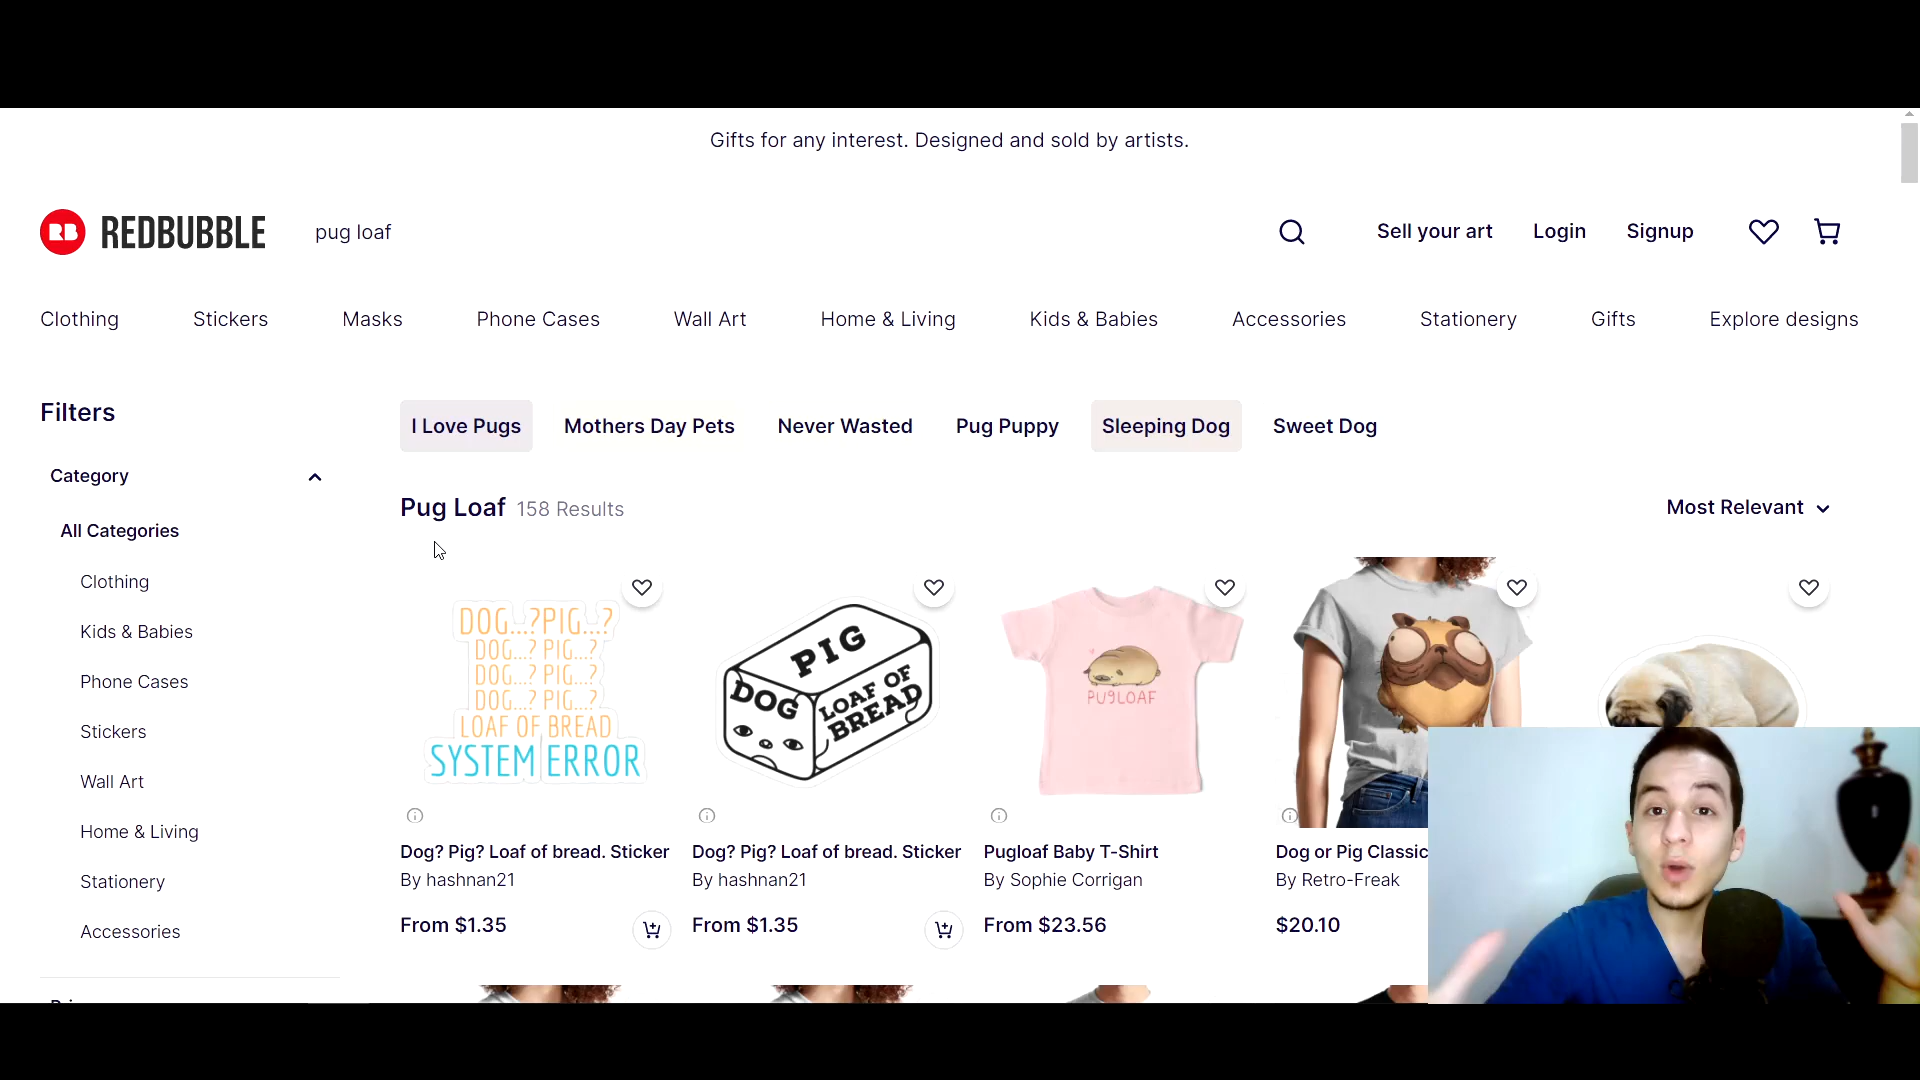 Gifts for any interest. Designed and sold by artists.
RB REDBUBBLE
pug loaf
Sell your art
Login
Signup
Clothing
Stickers
Masks
Phone Cases
Wall Art
Home & Living
Kids & Babies
Accessories
Stationery
Gifts
Explore designs
Filters
Category
All Categories
Clothing
Kids & Babies
Phone Cases
Stickers
Wall Art
Home & Living
Stationery
Accessories
I Love Pugs
Mothers Day Pets
Never Wasted
Pug Puppy
Sleeping Dog
Sweet Dog
Pug Loaf 158 Results
Most Relevant
DOG...?PIG...?
DOG...? PIG...?
DOG...? PIG...?
DOG...? PIG...?
LOAF OF BREAD
SYSTEM ERROR
Dog? Pig? Loaf of bread. Sticker
By hashnan21
From $1.35
PIG
DOG
LOAF OF
BREAD
Dog? Pig? Loaf of bread. Sticker
By hashnan21
From $1.35
PUGLOAF
Pugloaf Baby T-Shirt
By Sophie Corrigan
From $23.56
Dog or Pig Classic
By Retro-Freak
$20.10